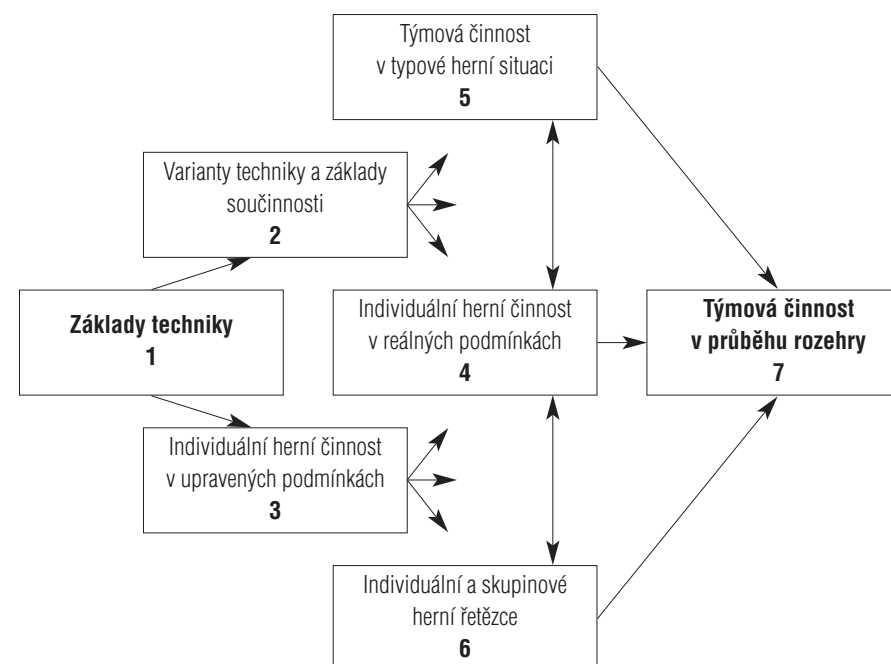 Týmová činnost
v typové herní situaci
5
Varianty techniky a základy
součinnosti
2
Základy techniky
1
Individuální herní činnost
v reálných podmínkách
4
Týmová činnost
v průběhu rozehry
7
Individuální herní činnost
v upravených podmínkách
3
Individuální a skupinové
herní řetězce
6